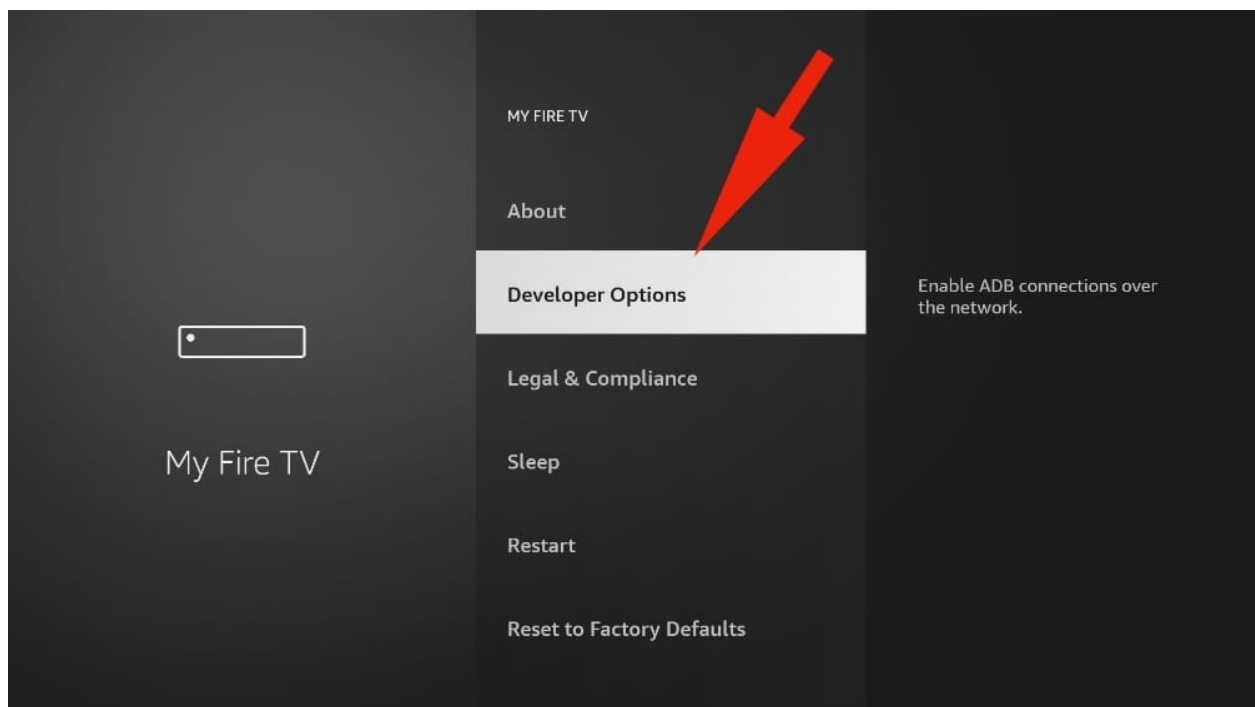 MY FIRE TV
About
Developer Options
Enable ADB connections over
the network.
Legal & Compliance
My Fire TV
Sleep
Restart
Reset to Factory Defaults